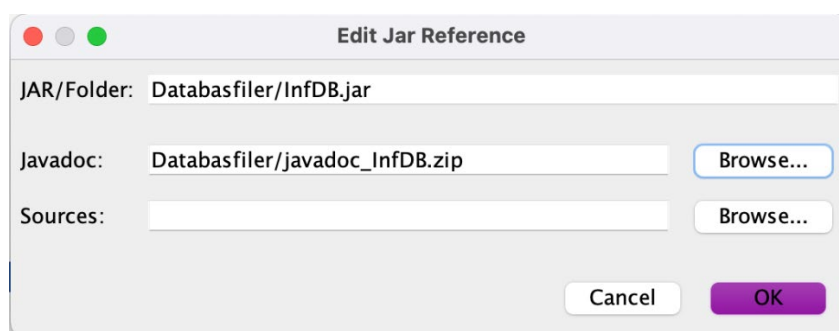 Edit Jar Reference
JAR/Folder: Databasfiler/InfDB.jar
Javadoc: Databasfiler/javadoc_InfDB.zip Browse...
Sources: Browse...
Cancel OK